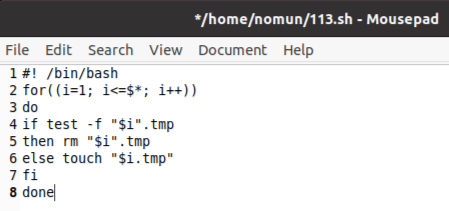 */home/nomun/113.sh - Mousepad
File Edit Search View Document Help
1 #! /bin/bash
2 for((i=1; i<=$*; i++))
3 do
4 if test -f "$i".tmp
5 then rm "$i".tmp
6 else touch "$i.tmp"
7 fi
8 done